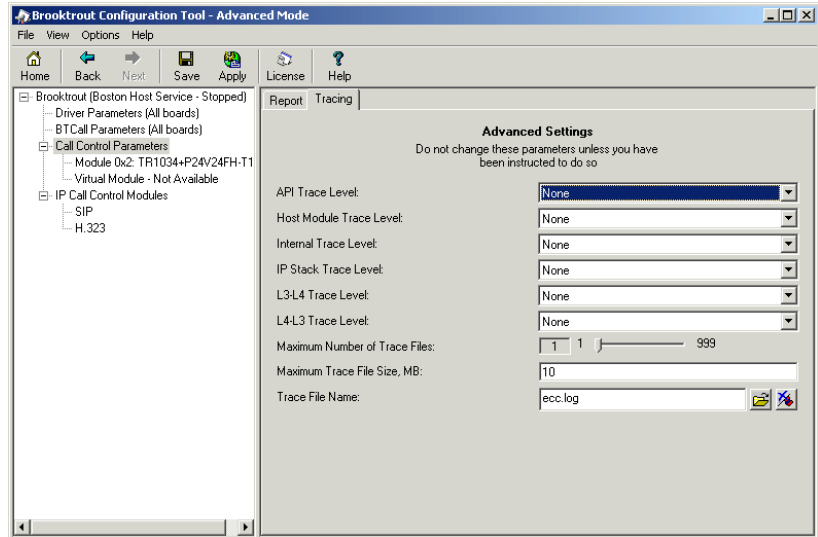 Brooktrout Configuration Tool - Advanced Mode
File View Options Help
Home Back Next Save Apply License Help
Brooktrout (Boston Host Service - Stopped)
Driver Parameters (All boards)
BTCall Parameters (All boards)
Call Control Parameters
Module 0x2: TR1034+P24V24FH-T1
Virtual Module - Not Available
IP Call Control Modules
SIP
H.323
Report Tracing
Advanced Settings
Do not change these parameters unless you have
been instructed to do so
API Trace Level: None
Host Module Trace Level: None
Internal Trace Level: None
IP Stack Trace Level: None
L3-L4 Trace Level: None
L4-L3 Trace Level: None
Maximum Number of Trace Files: 1 1 999
Maximum Trace File Size, MB: 10
Trace File Name: ecc.log